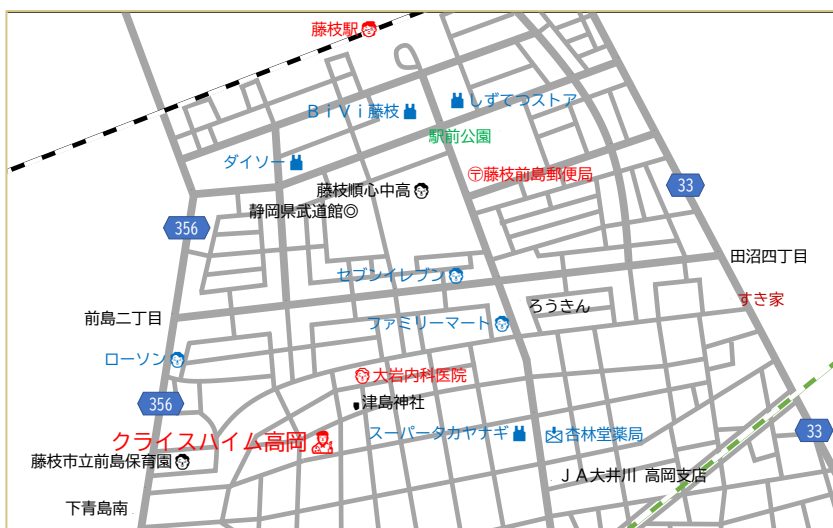 藤枝駅
BiVi藤枝
しずてつストア
駅前公園
ダイソー
〒藤枝前島郵便局
33
藤枝順心中高
静岡県武道館◎
356
田沼四丁目
セブンイレブン
すき家
ろうきん
前島二丁目
ファミリーマート
ローソン
大岩内科医院
356
津島神社
33
スーパータカヤナギ
杏林堂薬局
クライスハイム高岡
藤枝市立前島保育園
JA大井川 高岡支店
下青島南